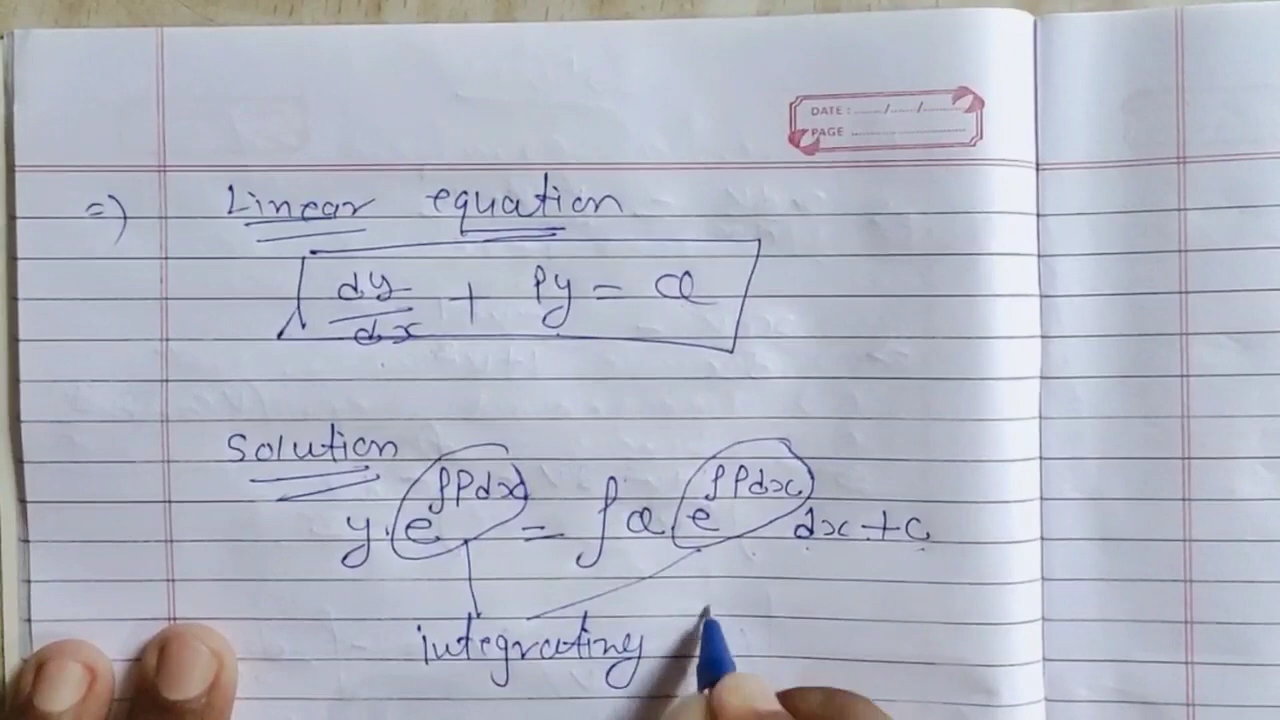 DATE : ....../....../..........
PAGE ..............................
=) Linear equation
dy/dx + Py = Q
Solution
y.e^∫Pdx = ∫Q e^∫Pdx dx + c
integrating